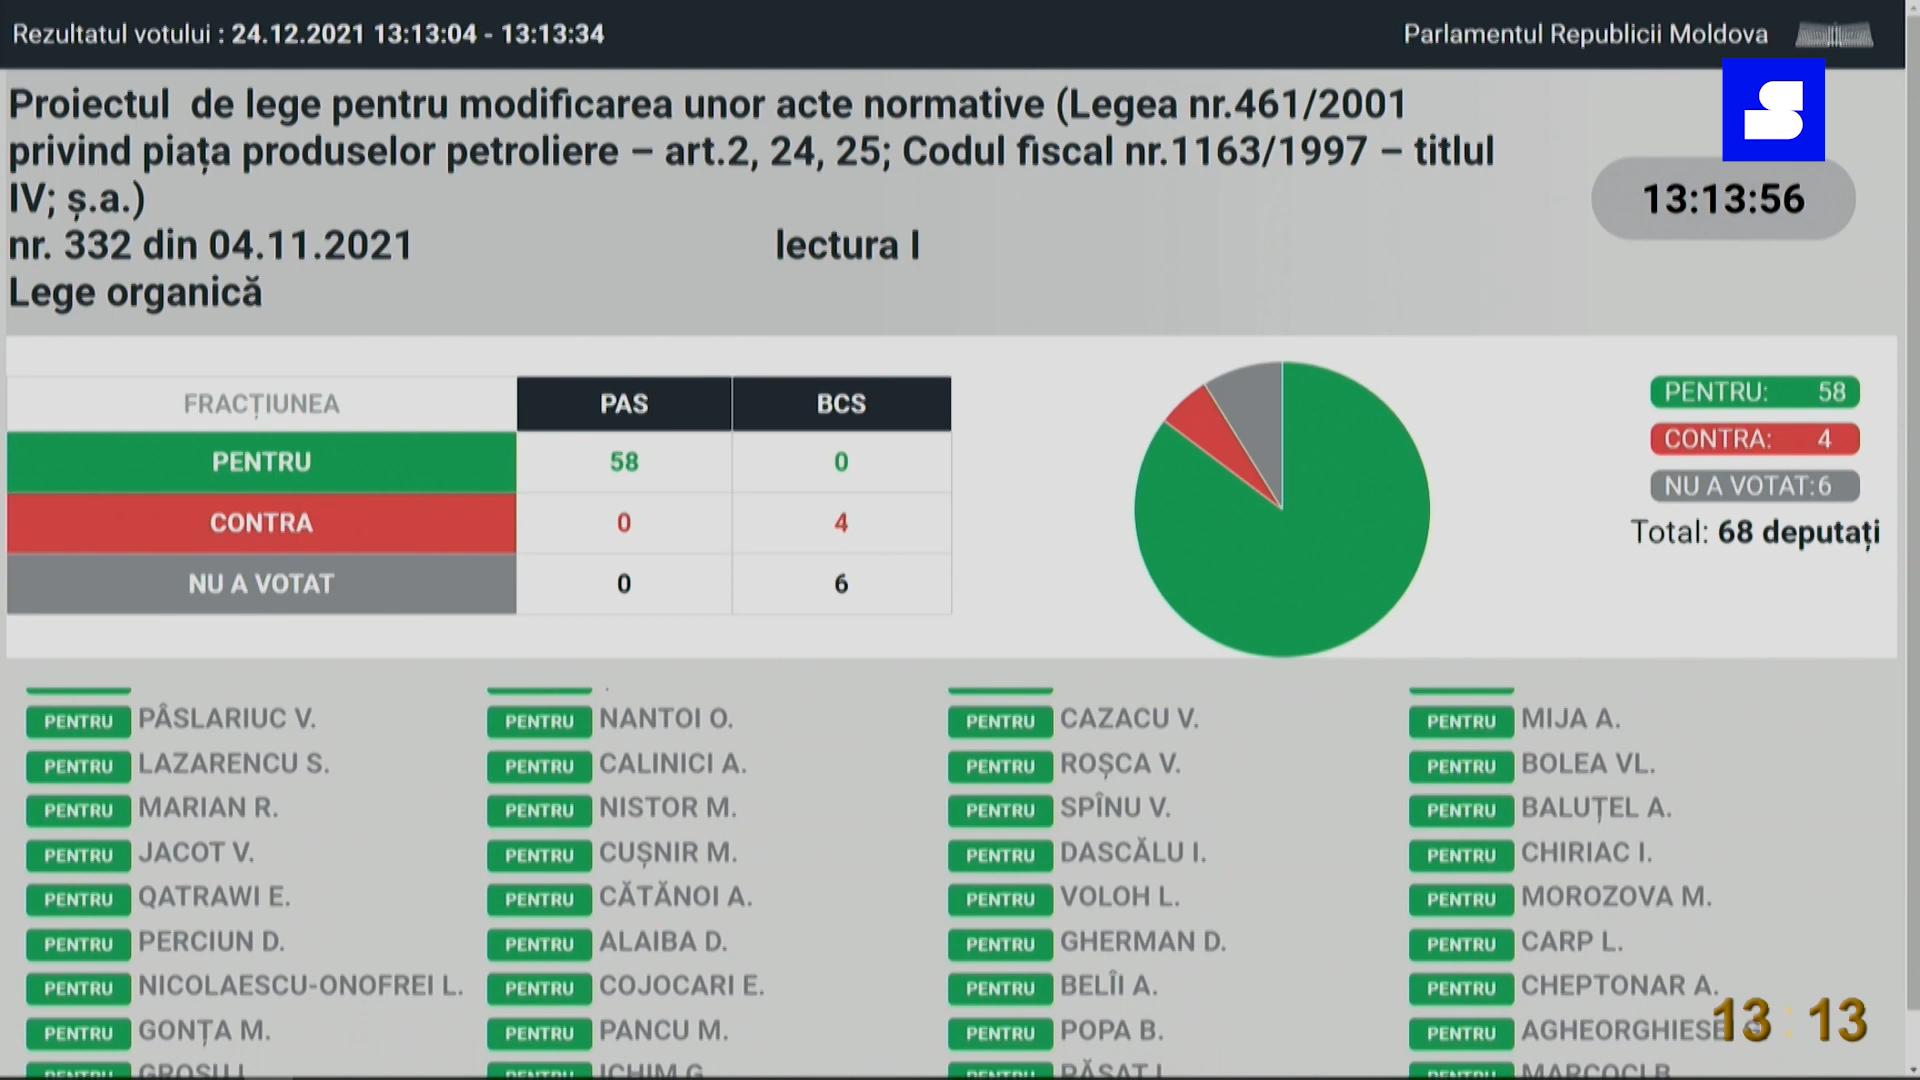 Rezultatul votului : 24.12.2021 13:13:04 - 13:13:34
Parlamentul Republicii Moldova
Proiectul de lege pentru modificarea unor acte normative (Legea nr.461/2001
privind piața produselor petroliere – art.2, 24, 25; Codul fiscal nr.1163/1997 – titlul
IV; ș.a.)
13:13:56
nr. 332 din 04.11.2021 lectura I
Lege organică
FRACȚIUNEA PAS BCS
PENTRU 58 0
CONTRA 0 4
NU A VOTAT 0 6
PENTRU: 58
CONTRA: 4
NU A VOTAT: 6
Total: 68 deputați
PENTRU PÂSLARIUC V. PENTRU NANTOI O. PENTRU CAZACU V. PENTRU MIJA A.
PENTRU LAZARENCU S. PENTRU CALINICI A. PENTRU ROȘCA V. PENTRU BOLEA VL.
PENTRU MARIAN R. PENTRU NISTOR M. PENTRU SPÎNU V. PENTRU BALUȚEL A.
PENTRU JACOT V. PENTRU CUȘNIR M. PENTRU DASCĂLU I. PENTRU CHIRIAC I.
PENTRU QATRAWI E. PENTRU CĂTĂNOI A. PENTRU VOLOH L. PENTRU MOROZOVA M.
PENTRU PERCIUN D. PENTRU ALAIBA D. PENTRU GHERMAN D. PENTRU CARP L.
PENTRU NICOLAESCU-ONOFREI L. PENTRU COJOCARI E. PENTRU BELÎI A. PENTRU CHEPTONAR A.
PENTRU GONȚA M. PENTRU PANCU M. PENTRU POPA B. PENTRU AGHEORGHIESE
PENTRU GROSU I. PENTRU ICHIM G. PENTRU PENTRU MARCOCI B.
13:13